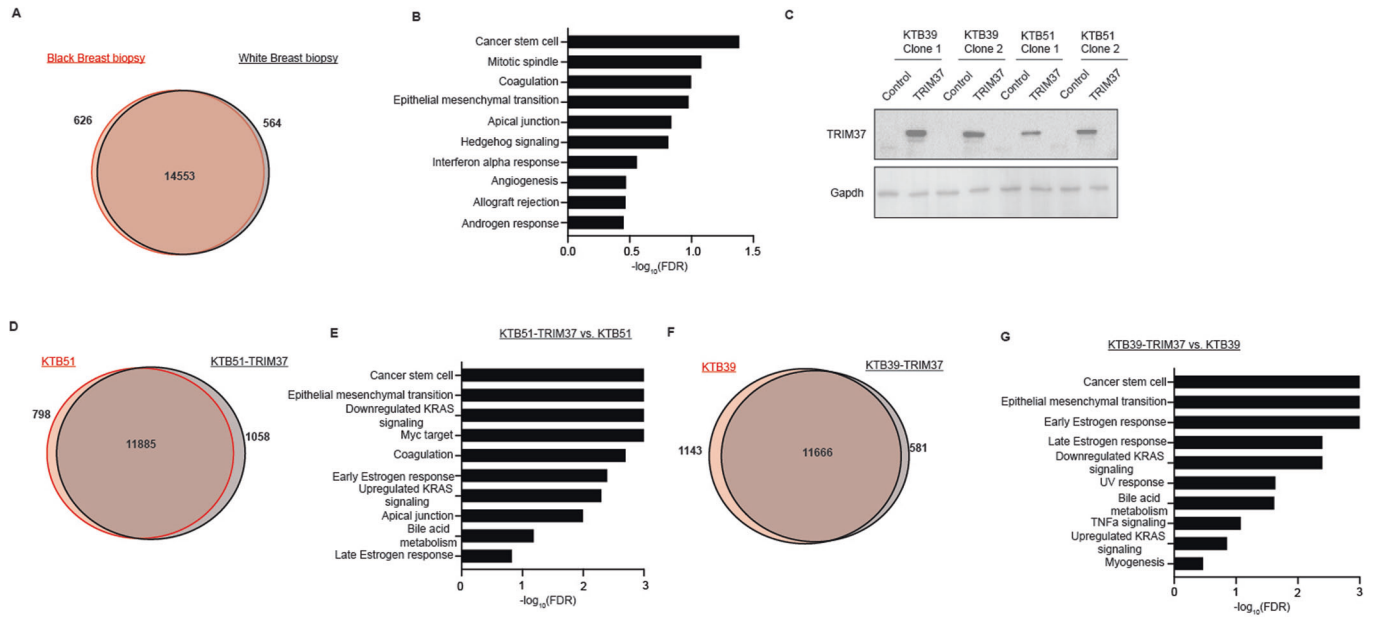 A
Black Breast biopsy
White Breast biopsy
626
564
14553
B
Cancer stem cell
Mitotic spindle
Coagulation
Epithelial mesenchymal transition
Apical junction
Hedgehog signaling
Interferon alpha response
Angiogenesis
Allograft rejection
Androgen response
0.0 0.5 1.0 1.5
-log10(FDR)
C
KTB39 KTB39 KTB51 KTB51
Clone 1 Clone 2 Clone 1 Clone 2
Control TRIM37 Control TRIM37 Control TRIM37 Control TRIM37
TRIM37
Gapdh
D
KTB51
KTB51-TRIM37
798
1058
11885
E
KTB51-TRIM37 vs. KTB51
Cancer stem cell
Epithelial mesenchymal transition
Downregulated KRAS
signaling
Myc target
Coagulation
Early Estrogen response
Upregulated KRAS
signaling
Apical junction
Bile acid
metabolism
Late Estrogen response
0 1 2 3
-log10(FDR)
F
KTB39
KTB39-TRIM37
1143
11666
581
G
KTB39-TRIM37 vs. KTB39
Cancer stem cell
Epithelial mesenchymal transition
Early Estrogen response
Late Estrogen response
Downregulated KRAS
signaling
UV response
Bile acid
metabolism
TNFa signaling
Upregulated KRAS
signaling
Myogenesis
0 1 2 3
-log10(FDR)